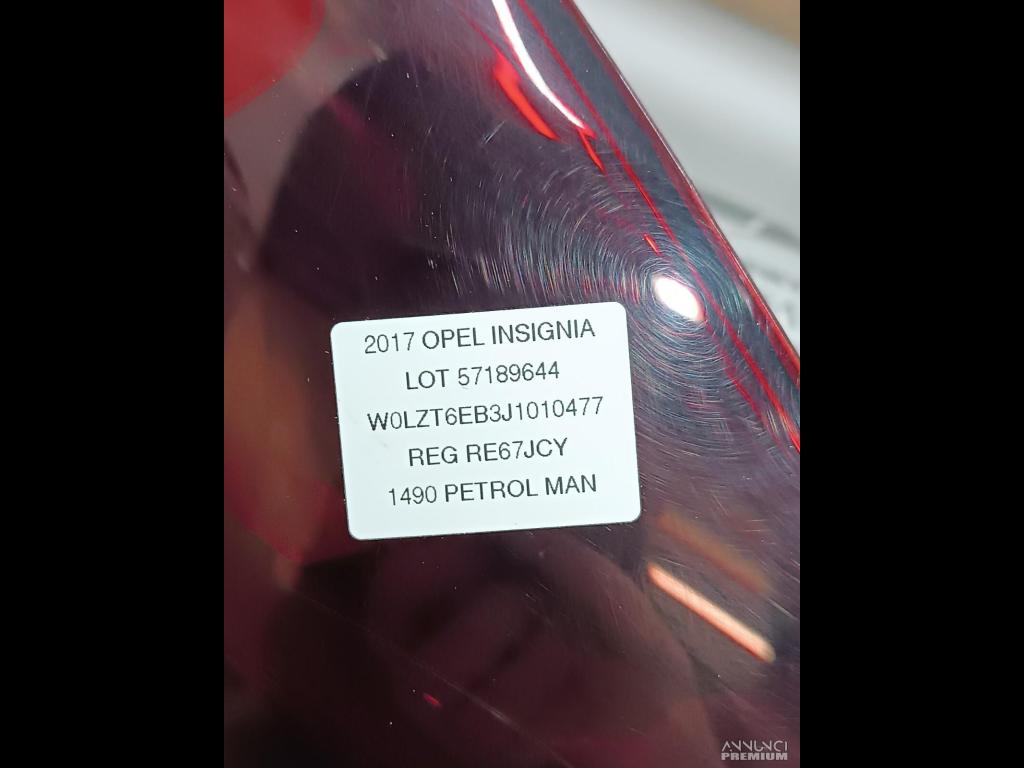 2017 OPEL INSIGNIA
LOT 57189644
W0LZT6EB3J1010477
REG RE67JCY
1490 PETROL MAN
ANNUNCI
PREMIUM